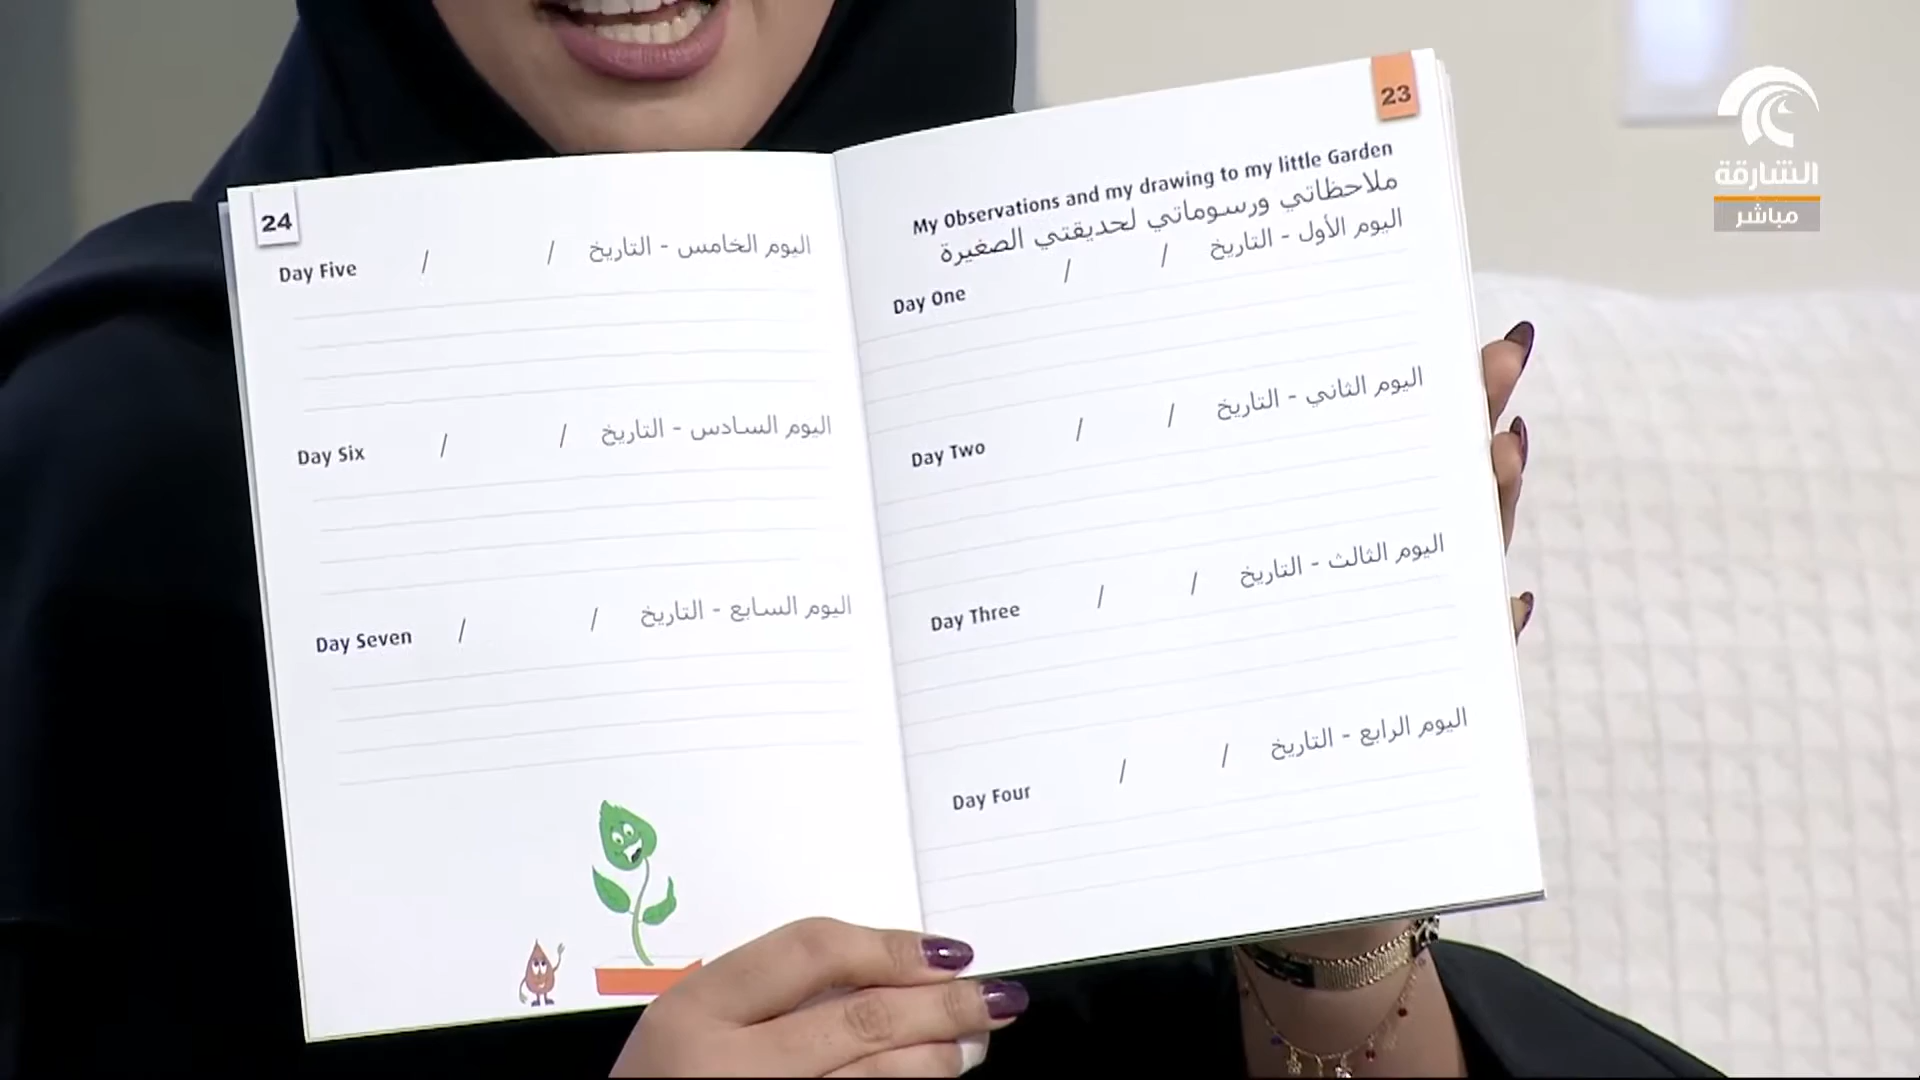 23
My Observations and my drawing to my little Garden
ملاحظاتي ورسوماتي لحديقتي الصغيرة
اليوم الأول - التاريخ / /
Day One
اليوم الثاني - التاريخ / /
Day Two
اليوم الثالث - التاريخ / /
Day Three
اليوم الرابع - التاريخ / /
Day Four
24
اليوم الخامس - التاريخ / / Day Five
اليوم السادس - التاريخ / / Day Six
اليوم السابع - التاريخ / / Day Seven
الشارقة
مباشر